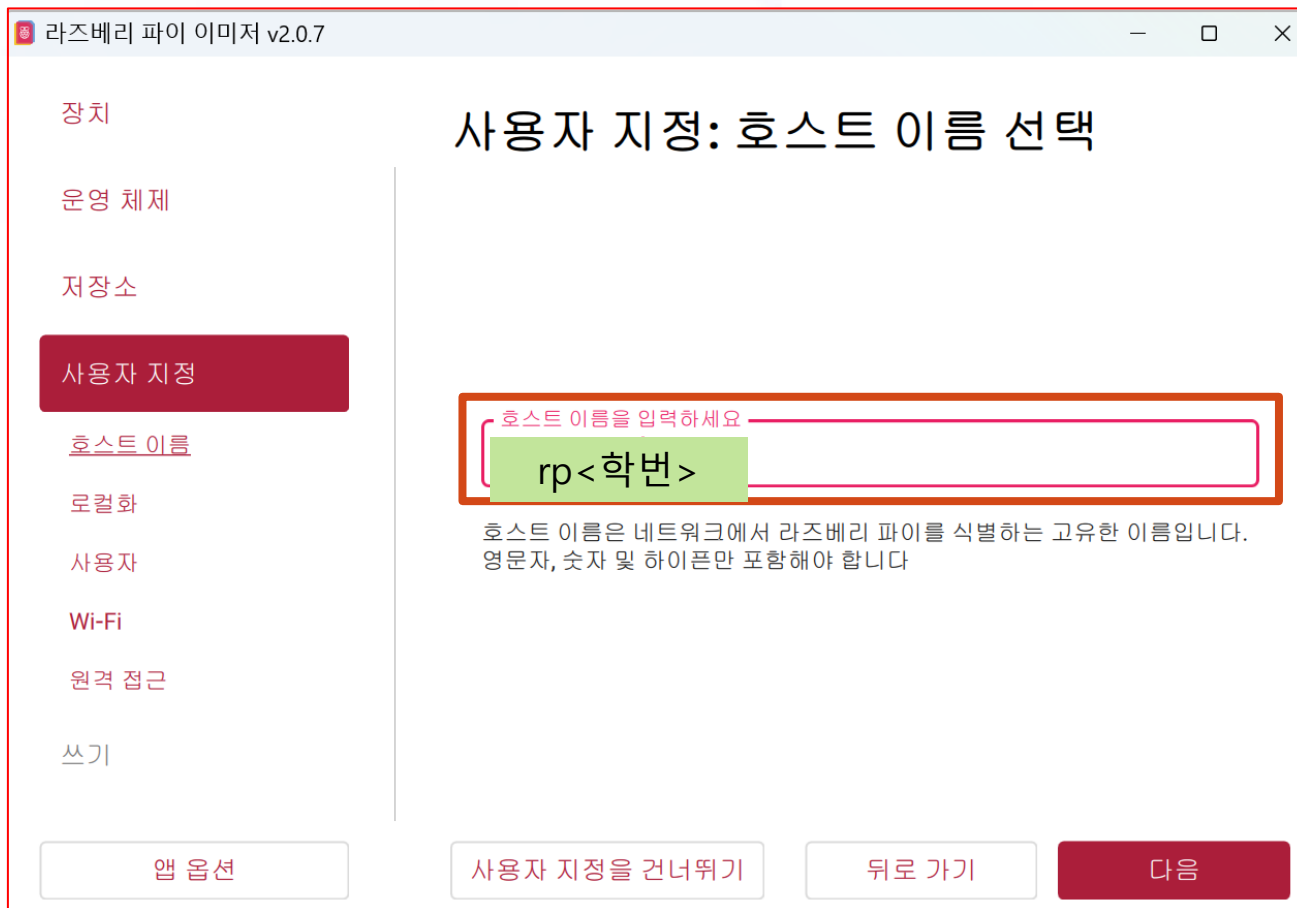 라즈베리 파이 이미저 v2.0.7
장치
운영 체제
저장소
사용자 지정
호스트 이름
로컬화
사용자
Wi-Fi
원격 접근
쓰기
앱 옵션
사용자 지정: 호스트 이름 선택
호스트 이름을 입력하세요
rp<학번>
호스트 이름은 네트워크에서 라즈베리 파이를 식별하는 고유한 이름입니다.
영문자, 숫자 및 하이픈만 포함해야 합니다
사용자 지정을 건너뛰기
뒤로 가기
다음